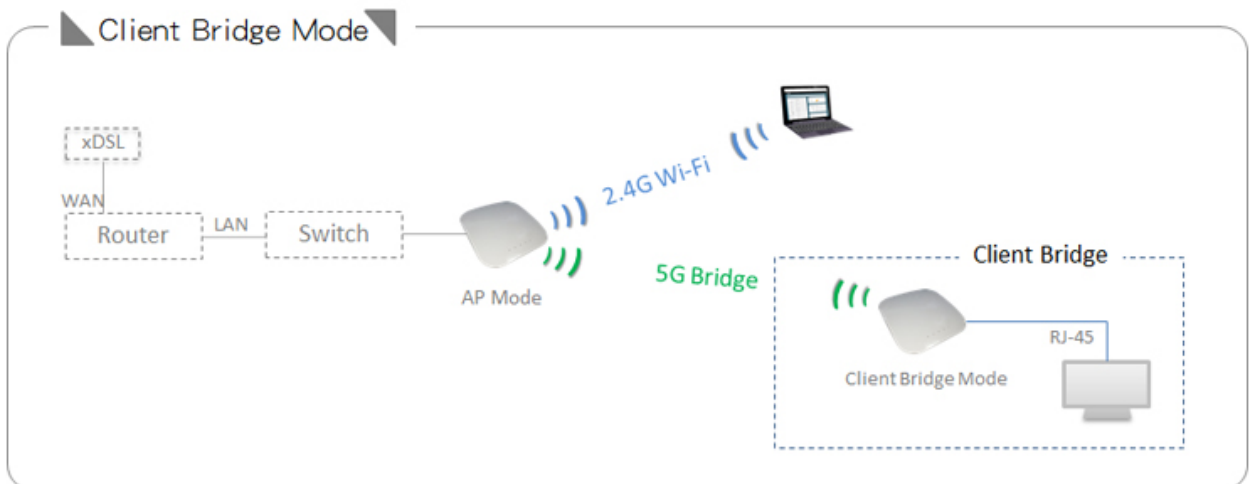 Client Bridge Mode
xDSL
WAN
Router
LAN
Switch
AP Mode
2.4G Wi-Fi
5G Bridge
Client Bridge
RJ-45
Client Bridge Mode